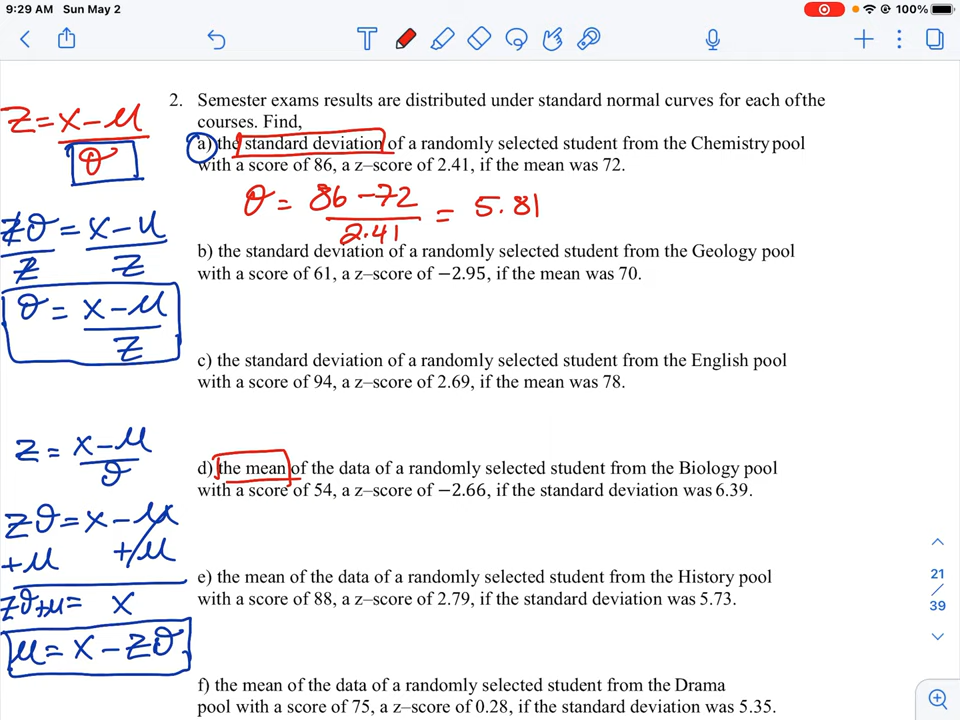 9:29 AM Sun May 2
100%
2. Semester exams results are distributed under standard normal curves for each of the
courses. Find,
a) the standard deviation of a randomly selected student from the Chemistry pool
with a score of 86, a z–score of 2.41, if the mean was 72.
σ = 86 – 72 / 2.41 = 5.81
b) the standard deviation of a randomly selected student from the Geology pool
with a score of 61, a z–score of −2.95, if the mean was 70.
c) the standard deviation of a randomly selected student from the English pool
with a score of 94, a z–score of 2.69, if the mean was 78.
d) the mean of the data of a randomly selected student from the Biology pool
with a score of 54, a z–score of −2.66, if the standard deviation was 6.39.
e) the mean of the data of a randomly selected student from the History pool
with a score of 88, a z–score of 2.79, if the standard deviation was 5.73.
f) the mean of the data of a randomly selected student from the Drama
pool with a score of 75, a z–score of 0.28, if the standard deviation was 5.35.
z = x – μ / σ
zσ / z = x – μ / z
σ = x – μ / z
z = x – μ / σ
zσ = x – μ
+μ +μ
zσ+μ = x
μ = x – zσ
T
21
/
39